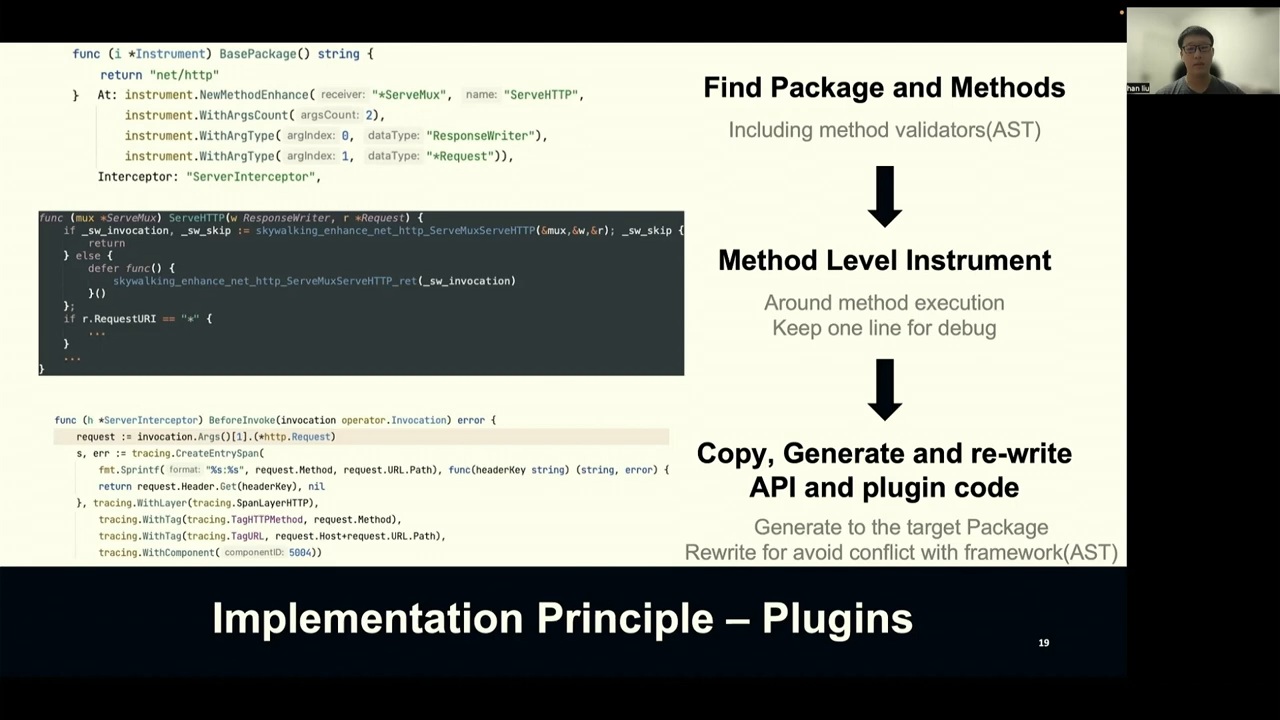 func (i *Instrument) BasePackage() string {
return "net/http"
} At: instrument.NewMethodEnhance( receiver: "*ServeMux", name: "ServeHTTP",
instrument.WithArgsCount( argsCount: 2),
instrument.WithArgType( argIndex: 0, dataType: "ResponseWriter"),
instrument.WithArgType( argIndex: 1, dataType: "*Request")),
Interceptor: "ServerInterceptor",
func (mux *ServeMux) ServeHTTP(w ResponseWriter, r *Request) {
if _sw_invocation, _sw_skip := skywalking_enhance_net_http_ServeMuxServeHTTP(&mux,&w,&r); _sw_skip {
return
} else {
defer func() {
skywalking_enhance_net_http_ServeMuxServeHTTP_ret(_sw_invocation)
}()
};
if r.RequestURI == "*" {
...
}
...
}
func (h *ServerInterceptor) BeforeInvoke(invocation operator.Invocation) error {
request := invocation.Args()[1].(*http.Request)
s, err := tracing.CreateEntrySpan(
fmt.Sprintf( format: "%s:%s", request.Method, request.URL.Path), func(headerKey string) (string, error) {
return request.Header.Get(headerKey), nil
}, tracing.WithLayer(tracing.SpanLayerHTTP),
tracing.WithTag(tracing.TagHTTPMethod, request.Method),
tracing.WithTag(tracing.TagURL, request.Host+request.URL.Path),
tracing.WithComponent( componentID: 5004))
Find Package and Methods
Including method validators(AST)
Method Level Instrument
Around method execution
Keep one line for debug
Copy, Generate and re-write
API and plugin code
Generate to the target Package
Rewrite for avoid conflict with framework(AST)
Implementation Principle – Plugins
19
han liu